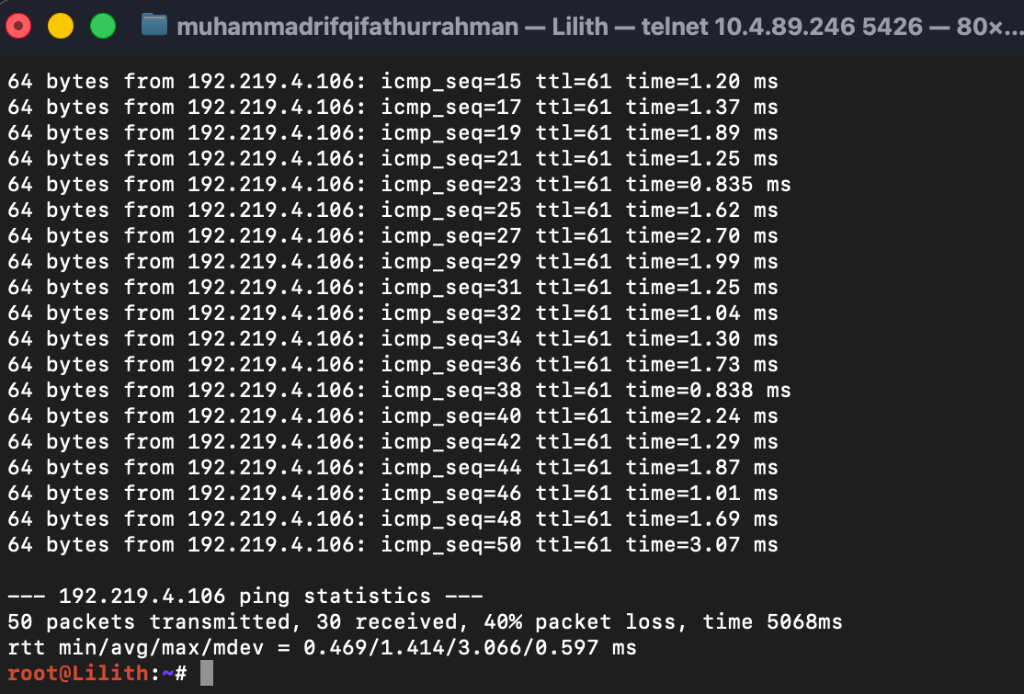 muhammadrifqifathurrahman — Lilith — telnet 10.4.89.246 5426 — 80×...
64 bytes from 192.219.4.106: icmp_seq=15 ttl=61 time=1.20 ms
64 bytes from 192.219.4.106: icmp_seq=17 ttl=61 time=1.37 ms
64 bytes from 192.219.4.106: icmp_seq=19 ttl=61 time=1.89 ms
64 bytes from 192.219.4.106: icmp_seq=21 ttl=61 time=1.25 ms
64 bytes from 192.219.4.106: icmp_seq=23 ttl=61 time=0.835 ms
64 bytes from 192.219.4.106: icmp_seq=25 ttl=61 time=1.62 ms
64 bytes from 192.219.4.106: icmp_seq=27 ttl=61 time=2.70 ms
64 bytes from 192.219.4.106: icmp_seq=29 ttl=61 time=1.99 ms
64 bytes from 192.219.4.106: icmp_seq=31 ttl=61 time=1.25 ms
64 bytes from 192.219.4.106: icmp_seq=32 ttl=61 time=1.04 ms
64 bytes from 192.219.4.106: icmp_seq=34 ttl=61 time=1.30 ms
64 bytes from 192.219.4.106: icmp_seq=36 ttl=61 time=1.73 ms
64 bytes from 192.219.4.106: icmp_seq=38 ttl=61 time=0.838 ms
64 bytes from 192.219.4.106: icmp_seq=40 ttl=61 time=2.24 ms
64 bytes from 192.219.4.106: icmp_seq=42 ttl=61 time=1.29 ms
64 bytes from 192.219.4.106: icmp_seq=44 ttl=61 time=1.87 ms
64 bytes from 192.219.4.106: icmp_seq=46 ttl=61 time=1.01 ms
64 bytes from 192.219.4.106: icmp_seq=48 ttl=61 time=1.69 ms
64 bytes from 192.219.4.106: icmp_seq=50 ttl=61 time=3.07 ms
--- 192.219.4.106 ping statistics ---
50 packets transmitted, 30 received, 40% packet loss, time 5068ms
rtt min/avg/max/mdev = 0.469/1.414/3.066/0.597 ms
root@Lilith:~#